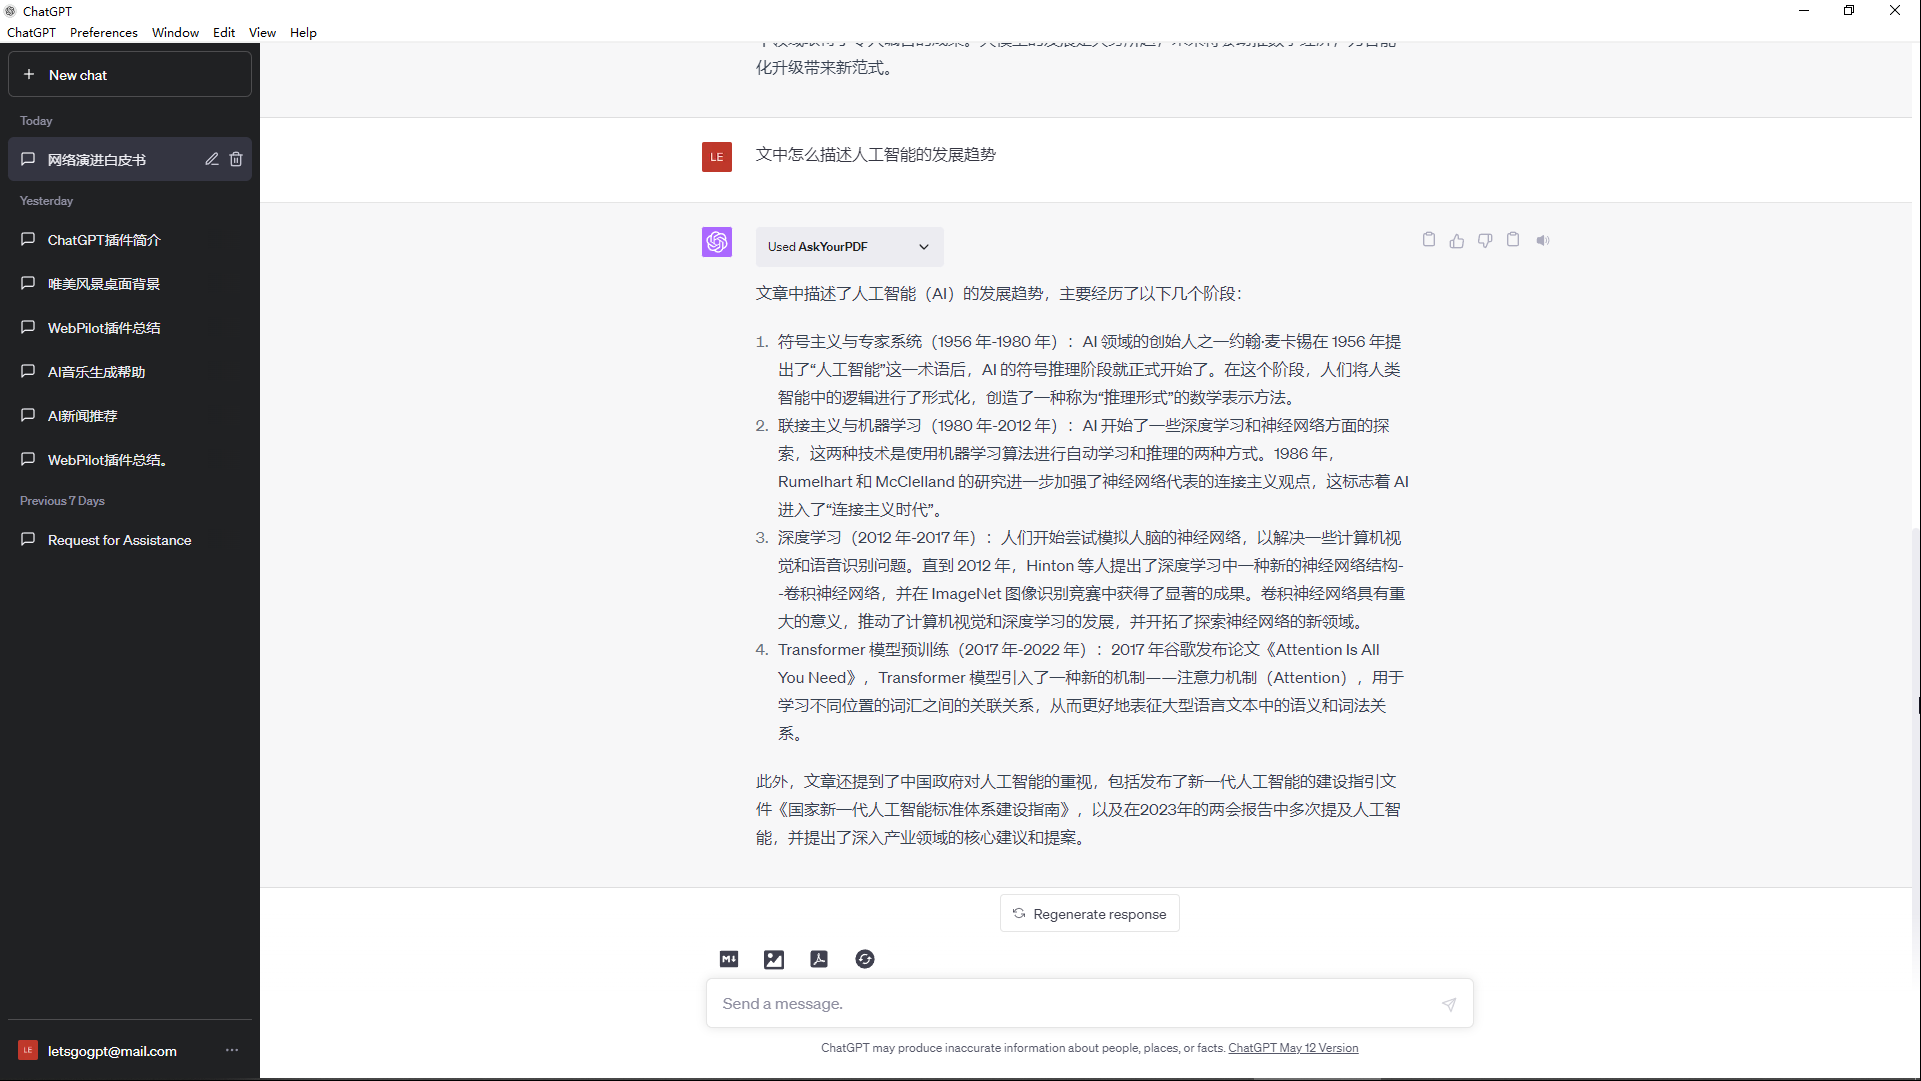 ChatGPT
ChatGPT Preferences Window Edit View Help
New chat
Today
网络演进白皮书
Yesterday
ChatGPT插件简介
唯美风景桌面背景
WebPilot插件总结
AI音乐生成帮助
AI新闻推荐
WebPilot插件总结。
Previous 7 Days
Request for Assistance
LE
letsgogpt@mail.com
化升级带来新范式。
LE
文中怎么描述人工智能的发展趋势
Used AskYourPDF
文章中描述了人工智能（AI）的发展趋势，主要经历了以下几个阶段：
1. 符号主义与专家系统（1956 年-1980 年）：AI 领域的创始人之一约翰·麦卡锡在 1956 年提
出了“人工智能”这一术语后，AI 的符号推理阶段就正式开始了。在这个阶段，人们将人类
智能中的逻辑进行了形式化，创造了一种称为“推理形式”的数学表示方法。
2. 联接主义与机器学习（1980 年-2012 年）：AI 开始了一些深度学习和神经网络方面的探
索，这两种技术是使用机器学习算法进行自动学习和推理的两种方式。1986 年，
Rumelhart 和 McClelland 的研究进一步加强了神经网络代表的连接主义观点，这标志着 AI
进入了“连接主义时代”。
3. 深度学习（2012 年-2017 年）：人们开始尝试模拟人脑的神经网络，以解决一些计算机视
觉和语音识别问题。直到 2012 年，Hinton 等人提出了深度学习中一种新的神经网络结构-
-卷积神经网络，并在 ImageNet 图像识别竞赛中获得了显著的成果。卷积神经网络具有重
大的意义，推动了计算机视觉和深度学习的发展，并开拓了探索神经网络的新领域。
4. Transformer 模型预训练（2017 年-2022 年）：2017 年谷歌发布论文《Attention Is All
You Need》，Transformer 模型引入了一种新的机制——注意力机制（Attention），用于
学习不同位置的词汇之间的关联关系，从而更好地表征大型语言文本中的语义和词法关
系。
此外，文章还提到了中国政府对人工智能的重视，包括发布了新一代人工智能的建设指引文
件《国家新一代人工智能标准体系建设指南》，以及在2023年的两会报告中多次提及人工智
能，并提出了深入产业领域的核心建议和提案。
Regenerate response
Send a message.
ChatGPT may produce inaccurate information about people, places, or facts. ChatGPT May 12 Version